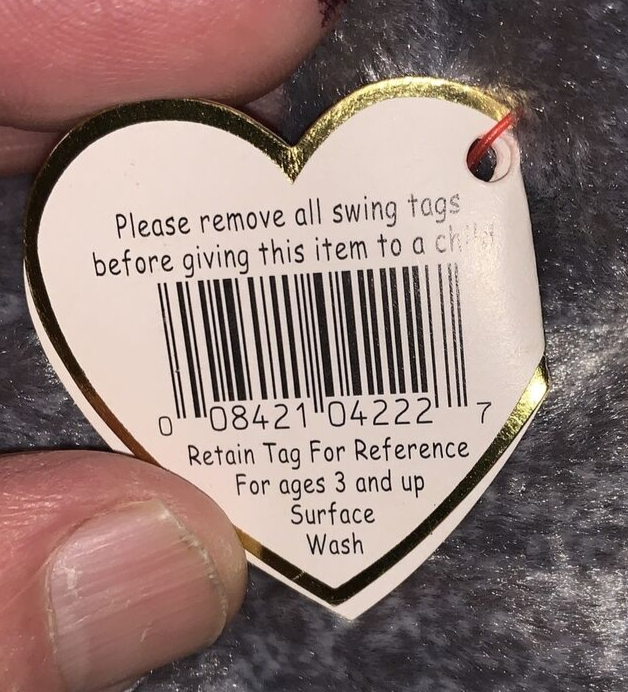 Please remove all swing tags
before giving this item to a child
0 08421 04222 7
Retain Tag For Reference
For ages 3 and up
Surface
Wash